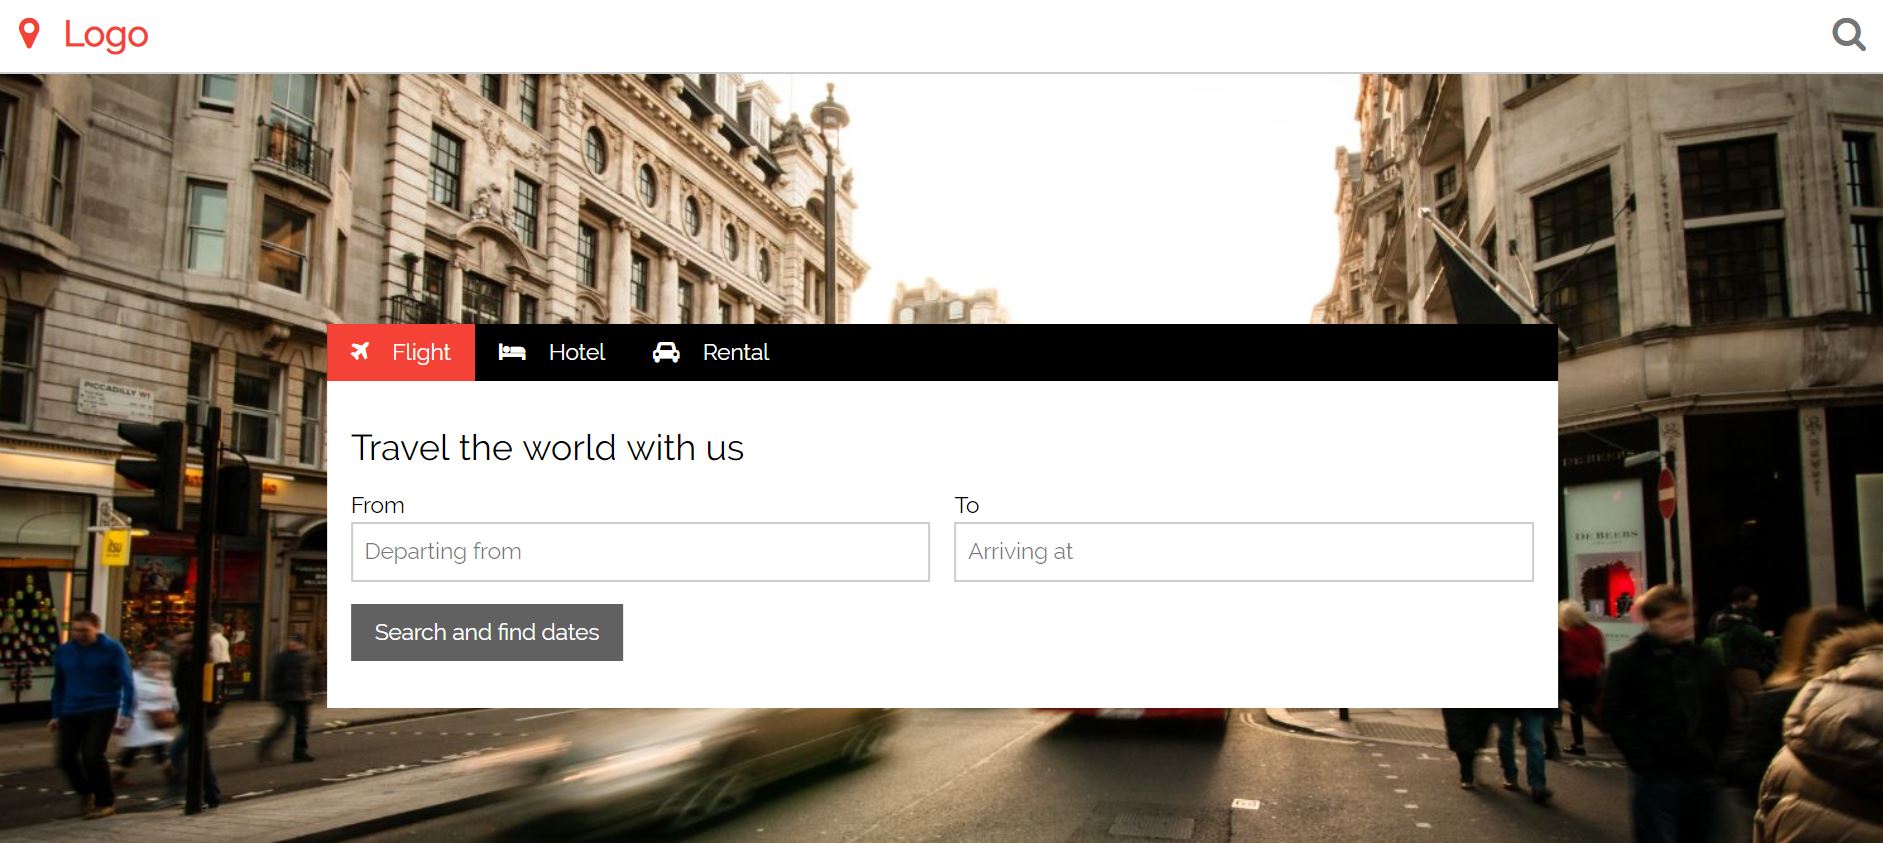 Logo
Flight Hotel Rental
Travel the world with us
From To
Departing from Arriving at
Search and find dates
PICCADILLY W1
itsu
DE BEERS
DE BEERS